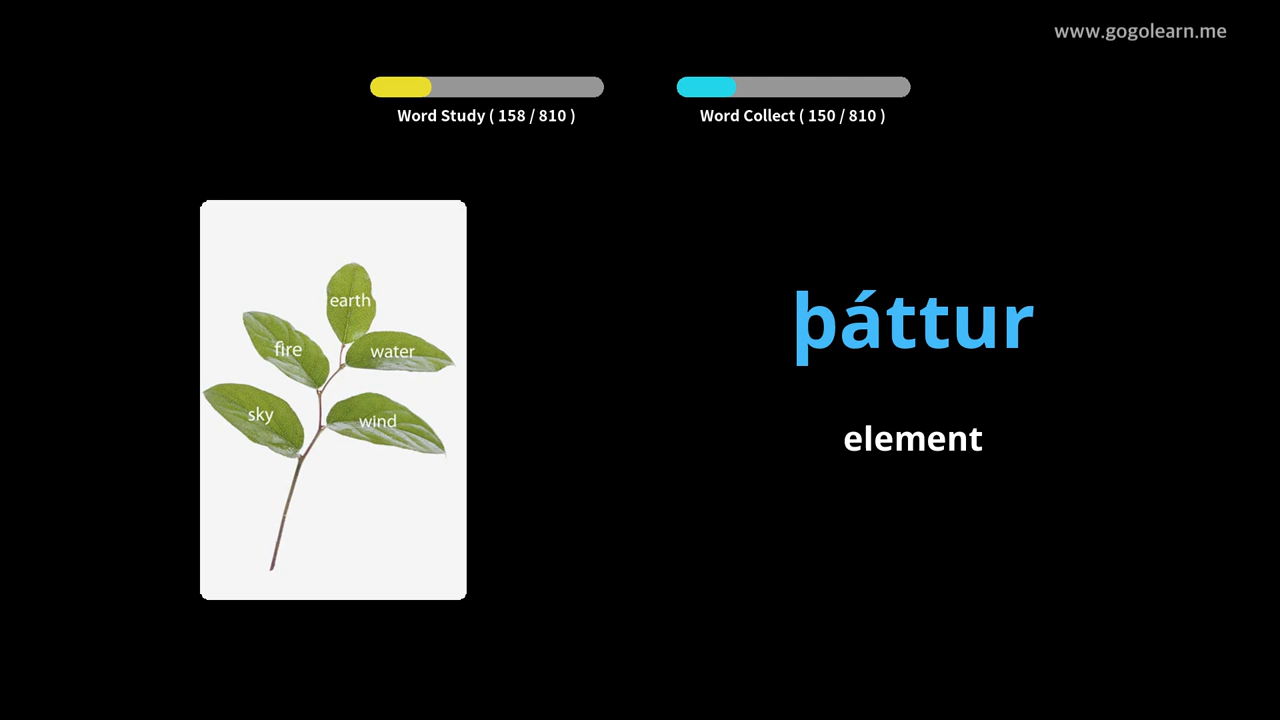 www.gogolearn.me
Word Study ( 158 / 810 )
Word Collect ( 150 / 810 )
earth
fire
water
sky
wind
þáttur
element